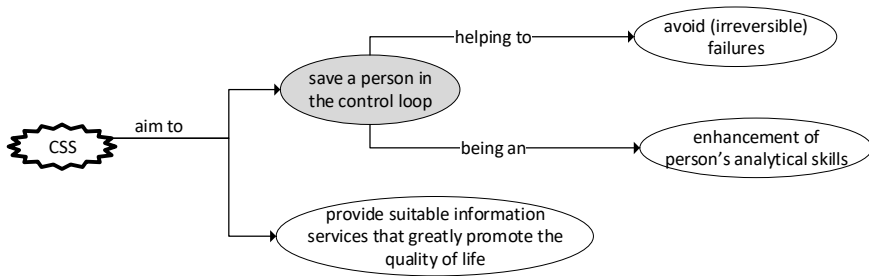 helping to
avoid (irreversible)
failures
save a person in
the control loop
aim to
CSS
being an
enhancement of
person's analytical skills
provide suitable information
services that greatly promote the
quality of life